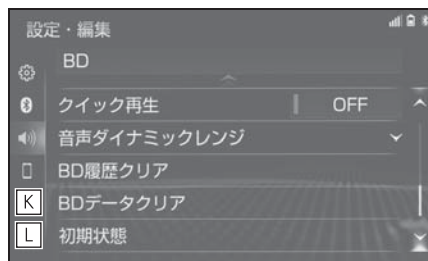 設定・編集
BD
クイック再生 OFF
音声ダイナミックレンジ
BD履歴クリア
K BDデータクリア
L 初期状態